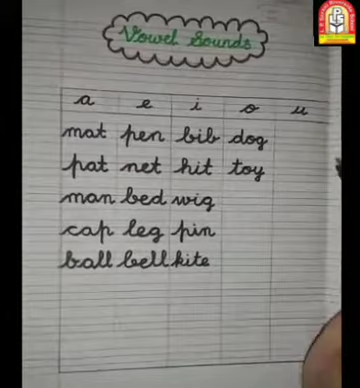 Vowel Sounds
a e i o u
mat pen bib dog
pat net hit toy
man bed wig
cap leg pin
ball bell kite